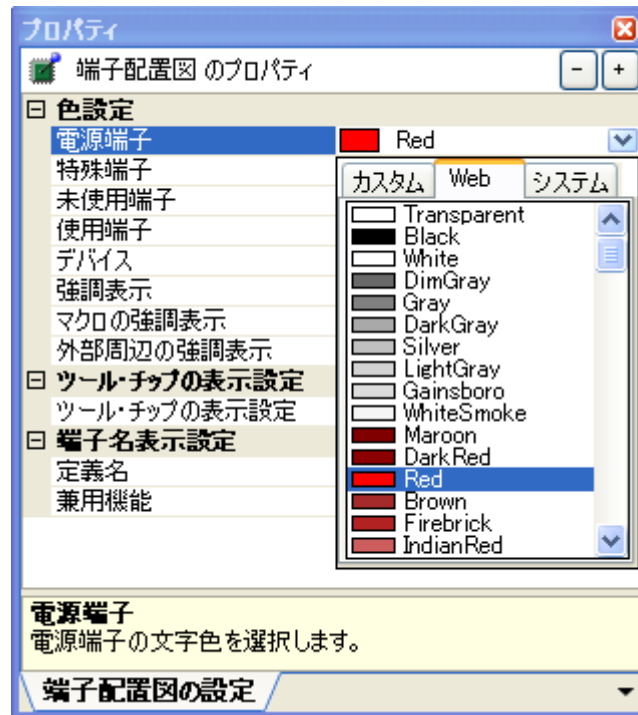 プロパティ
端子配置図 のプロパティ
色設定
電源端子 Red
特殊端子
未使用端子
使用端子
デバイス
強調表示
マクロの強調表示
外部周辺の強調表示
ツール・チップの表示設定
ツール・チップの表示設定
端子名表示設定
定義名
兼用機能
カスタム Web システム
Transparent
Black
White
DimGray
Gray
DarkGray
Silver
LightGray
Gainsboro
WhiteSmoke
Maroon
DarkRed
Red
Brown
Firebrick
IndianRed
電源端子
電源端子の文字色を選択します。
端子配置図の設定